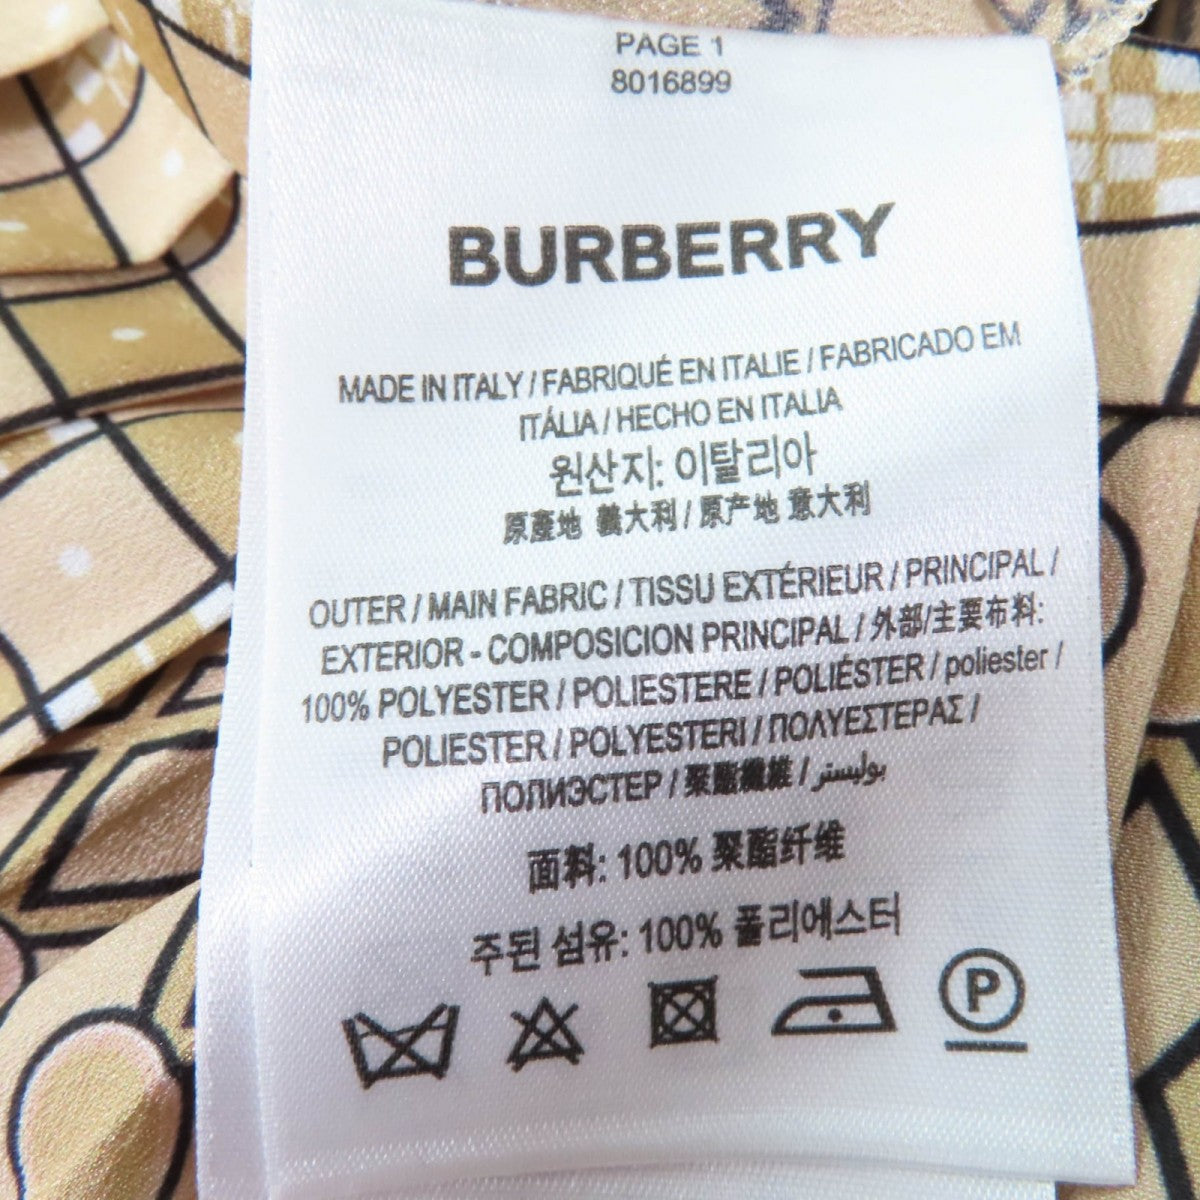 PAGE 1
8016899
BURBERRY
MADE IN ITALY / FABRIQUÉ EN ITALIE / FABRICADO EM
ITÁLIA / HECHO EN ITALIA
원산지: 이탈리아
原產地 義大利 / 原产地 意大利
OUTER / MAIN FABRIC / TISSU EXTÉRIEUR / PRINCIPAL /
EXTERIOR - COMPOSICION PRINCIPAL / 外部/主要布料:
100% POLYESTER / POLIESTERE / POLIÉSTER / poliester /
POLIESTER / POLYESTERI / ΠΟΛΥΕΣΤΕΡΑΣ /
ПОЛИЭСТЕР / 聚酯纖維 / بوليستر
面料: 100% 聚酯纤维
주된 섬유: 100% 폴리에스터
P